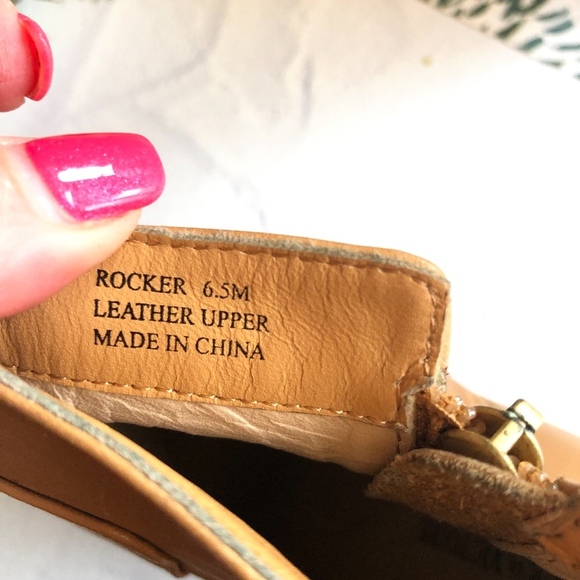 ROCKER 6.5M
LEATHER UPPER
MADE IN CHINA